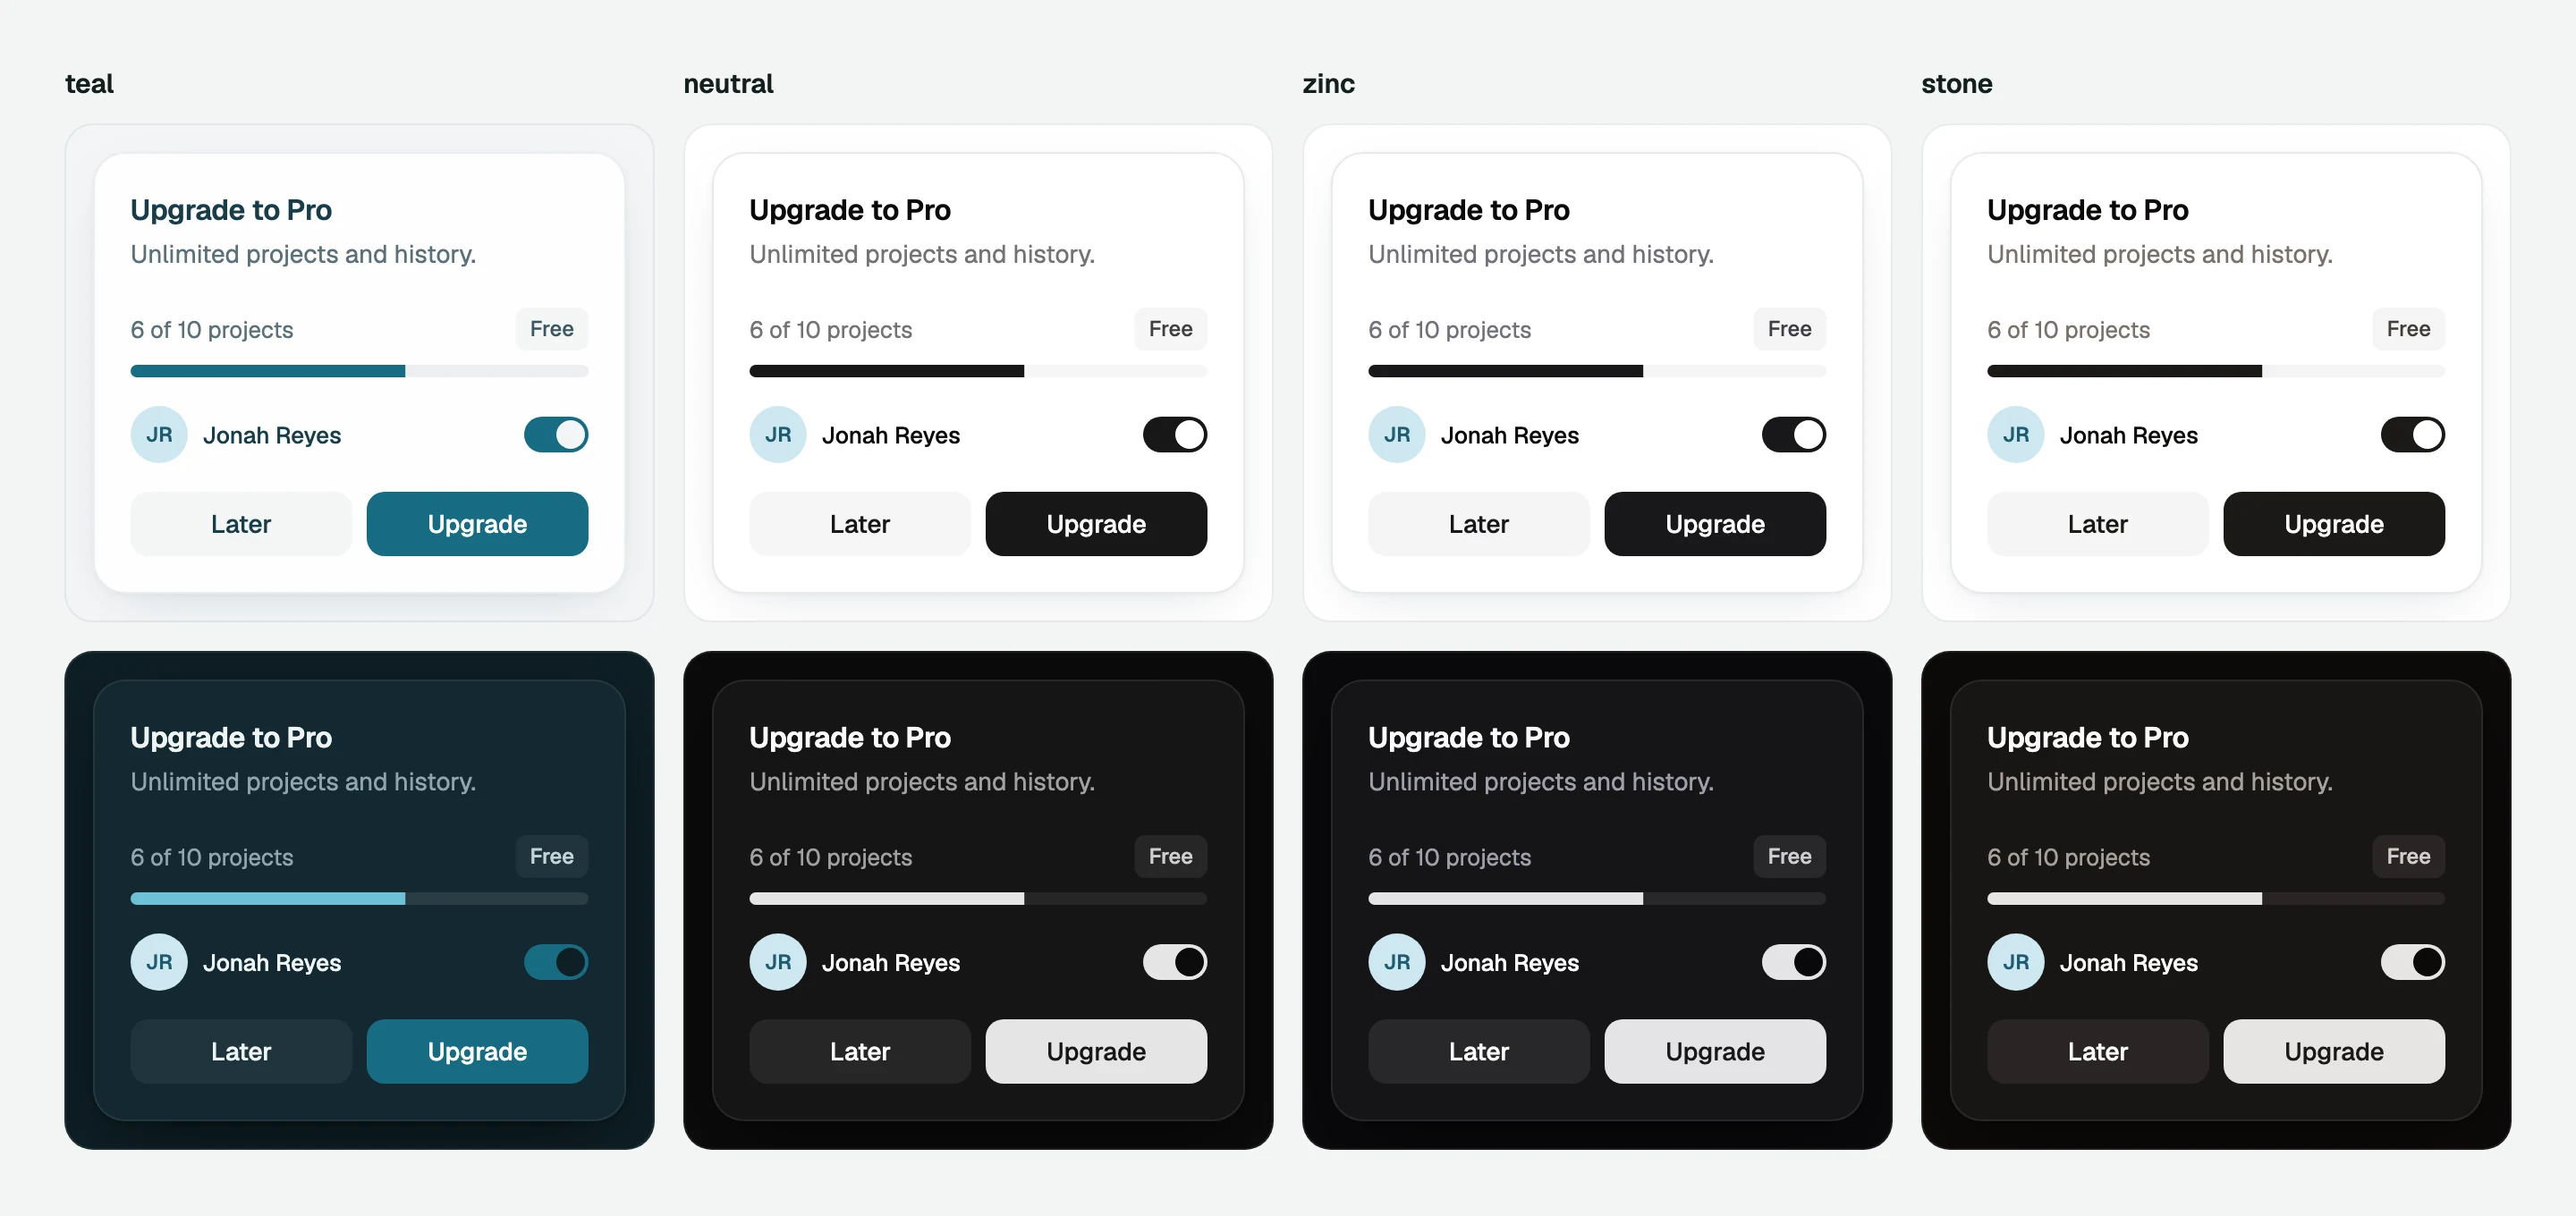 teal
neutral
zinc
stone
Upgrade to Pro
Unlimited projects and history.
6 of 10 projects
Free
JR
Jonah Reyes
Later
Upgrade
Upgrade to Pro
Unlimited projects and history.
6 of 10 projects
Free
JR
Jonah Reyes
Later
Upgrade
Upgrade to Pro
Unlimited projects and history.
6 of 10 projects
Free
JR
Jonah Reyes
Later
Upgrade
Upgrade to Pro
Unlimited projects and history.
6 of 10 projects
Free
JR
Jonah Reyes
Later
Upgrade
Upgrade to Pro
Unlimited projects and history.
6 of 10 projects
Free
JR
Jonah Reyes
Later
Upgrade
Upgrade to Pro
Unlimited projects and history.
6 of 10 projects
Free
JR
Jonah Reyes
Later
Upgrade
Upgrade to Pro
Unlimited projects and history.
6 of 10 projects
Free
JR
Jonah Reyes
Later
Upgrade
Upgrade to Pro
Unlimited projects and history.
6 of 10 projects
Free
JR
Jonah Reyes
Later
Upgrade